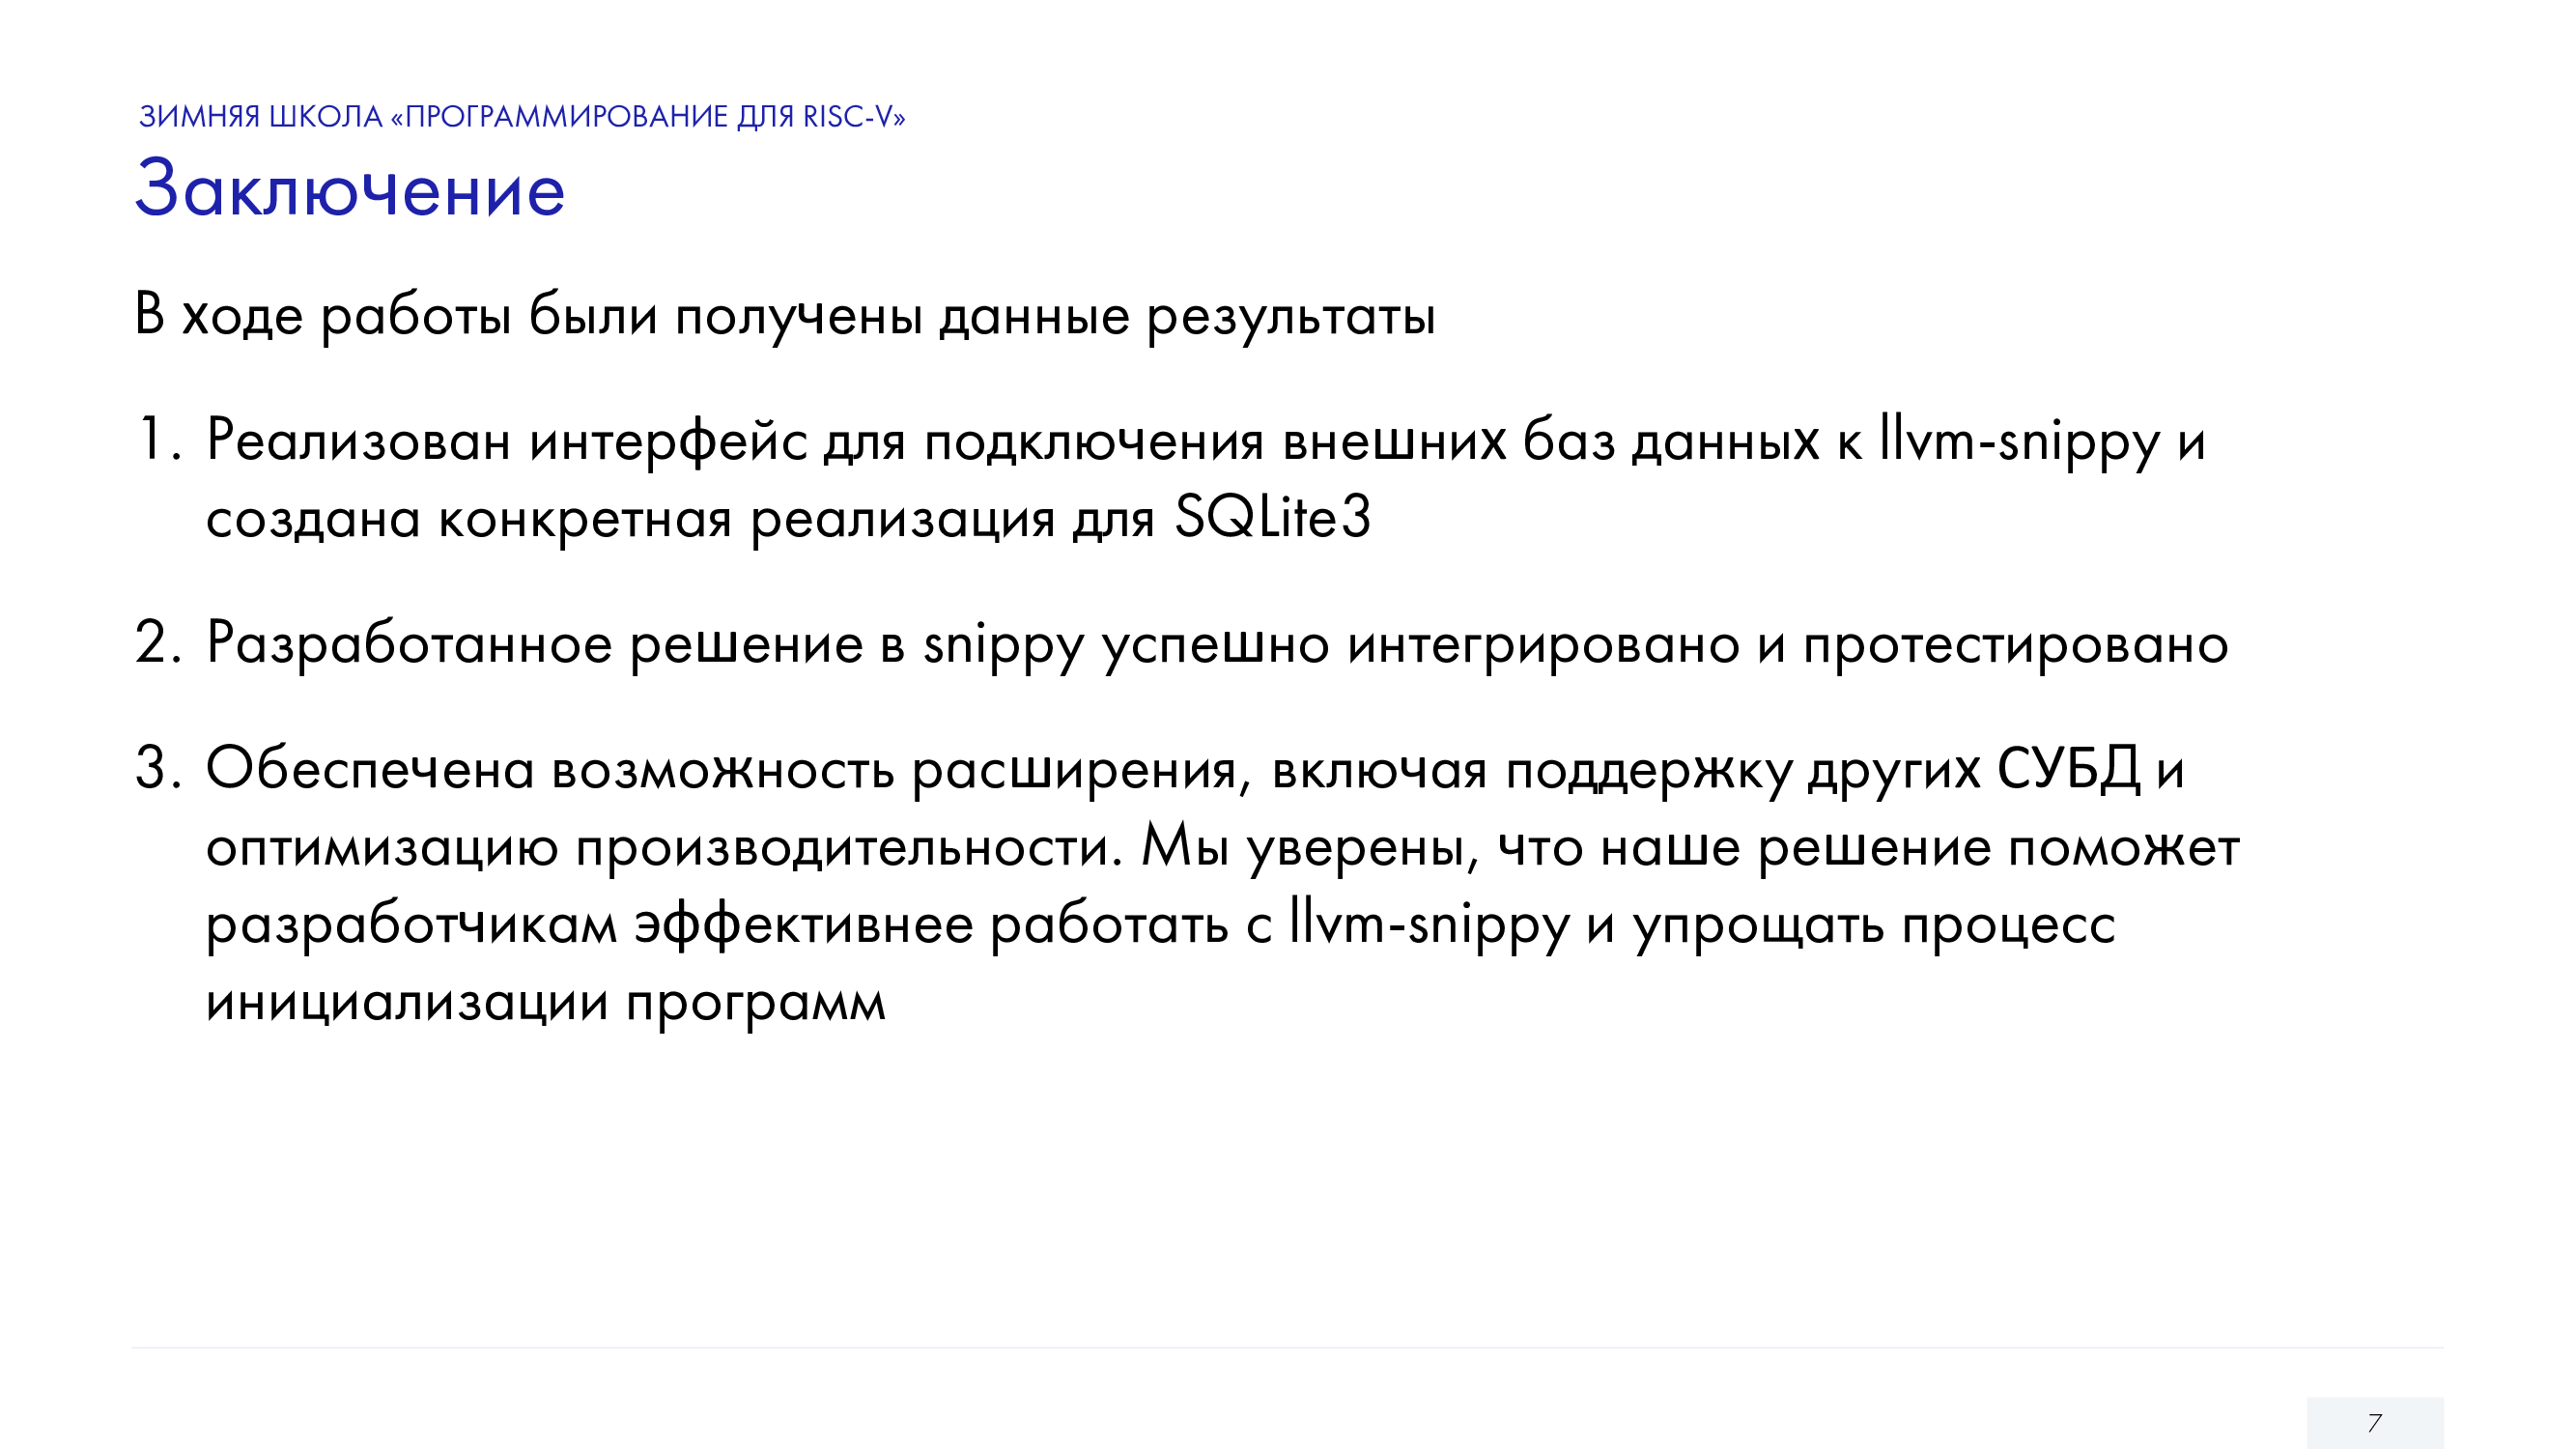 ЗИМНЯЯ ШКОЛА «ПРОГРАММИРОВАНИЕ ДЛЯ RISC-V»
Заключение
В ходе работы были получены данные результаты
1. Реализован интерфейс для подключения внешних баз данных к llvm-snippy и
создана конкретная реализация для SQLite3
2. Разработанное решение в snippy успешно интегрировано и протестировано
3. Обеспечена возможность расширения, включая поддержку других СУБД и
оптимизацию производительности. Мы уверены, что наше решение поможет
разработчикам эффективнее работать с llvm-snippy и упрощать процесс
инициализации программ
7